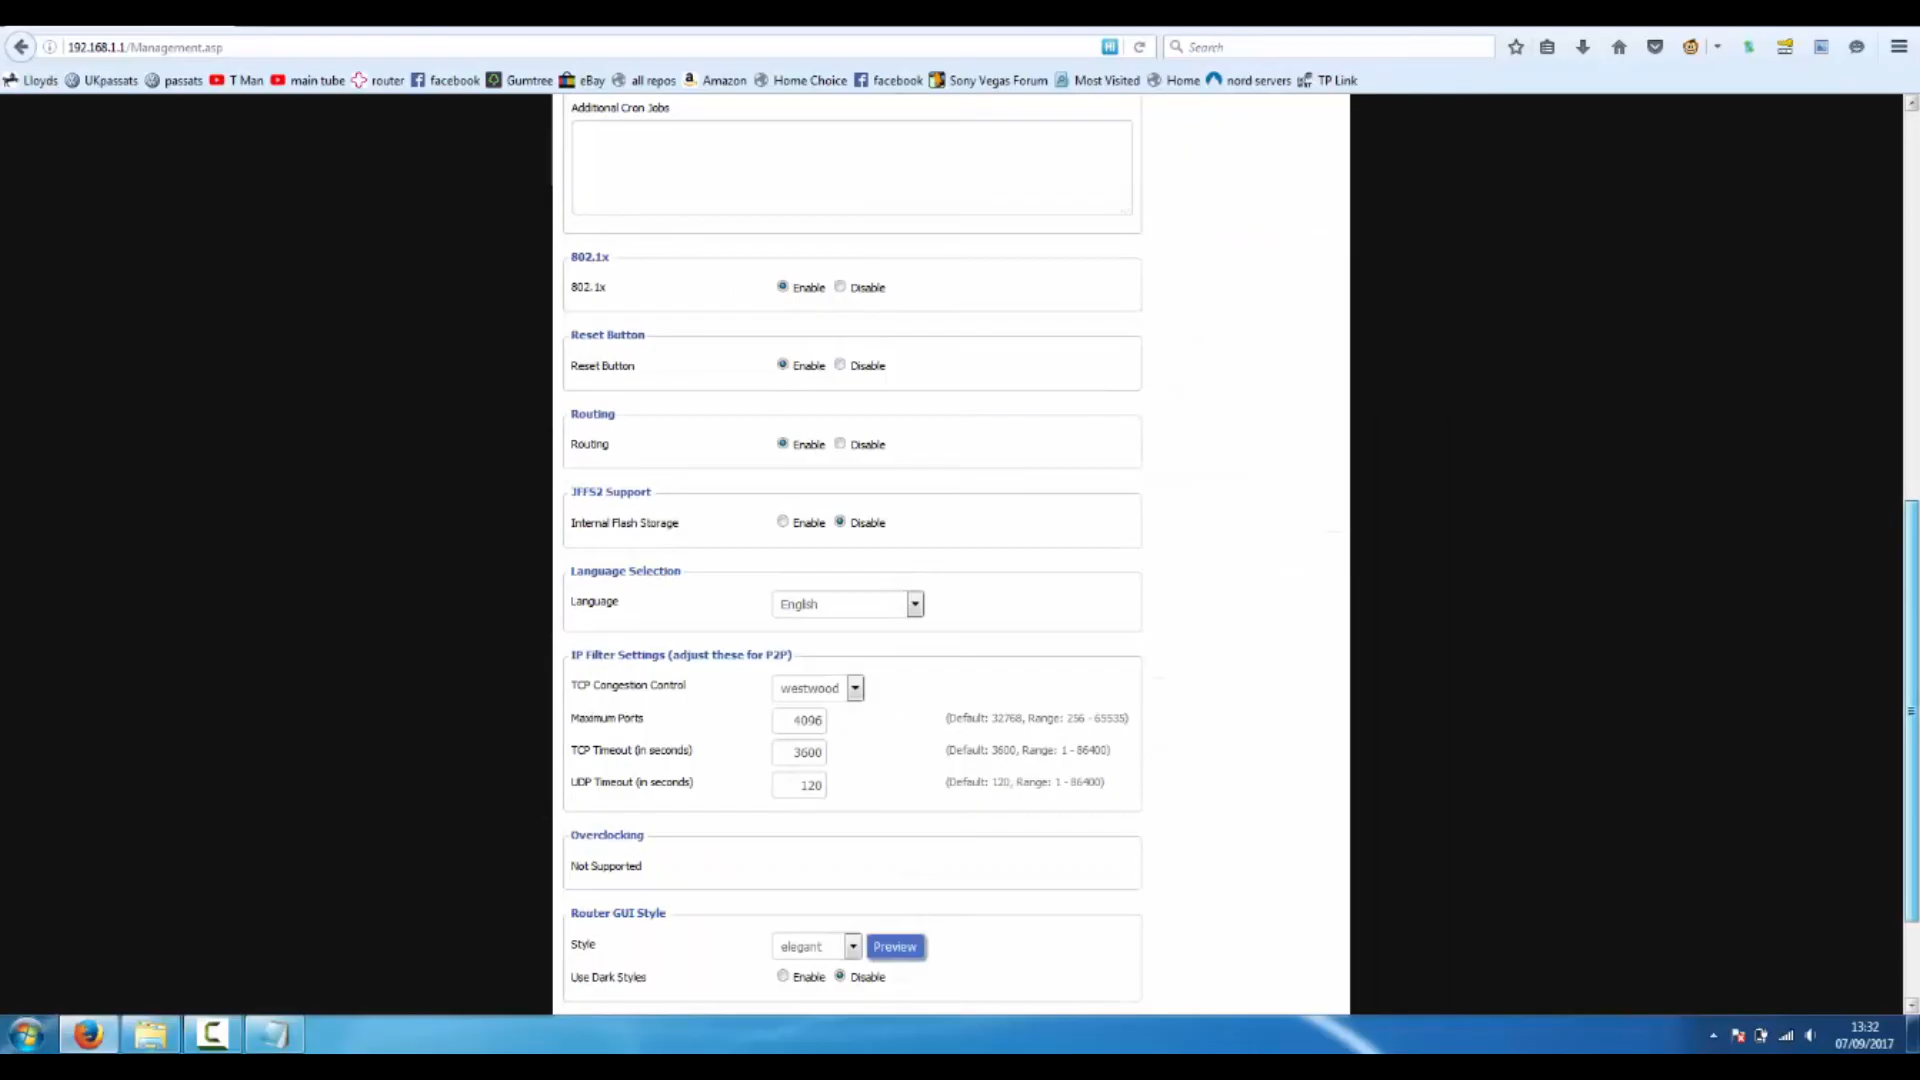 192.168.1.1/Management.asp
Search
Lloyds UKpassats passats T Man main tube router facebook Gumtree eBay all repos Amazon Home Choice facebook Sony Vegas Forum Most Visited Home nord servers TP Link
Additional Cron Jobs
802.1x
802.1x Enable Disable
Reset Button
Reset Button Enable Disable
Routing
Routing Enable Disable
JFFS2 Support
Internal Flash Storage Enable Disable
Language Selection
Language English
IP Filter Settings (adjust these for P2P)
TCP Congestion Control westwood
Maximum Ports 4096 (Default: 32768, Range: 256 - 65535)
TCP Timeout (in seconds) 3600 (Default: 3600, Range: 1 - 86400)
UDP Timeout (in seconds) 120 (Default: 120, Range: 1 - 86400)
Overclocking
Not Supported
Router GUI Style
Style elegant Preview
Use Dark Styles Enable Disable
13:32
07/09/2017